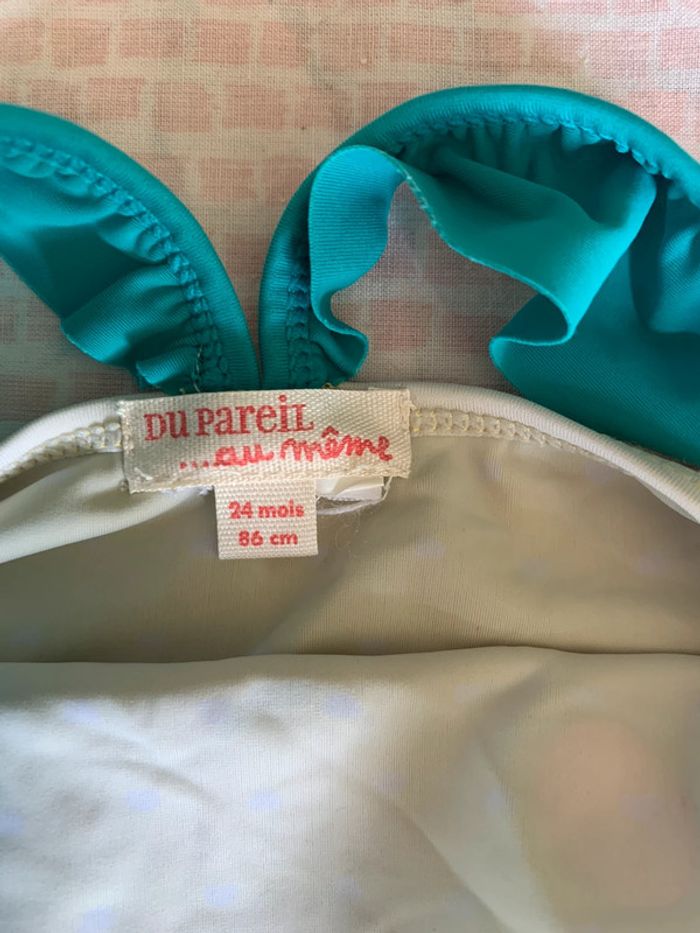 DU PAREIL
...au même
24 mois
86 cm